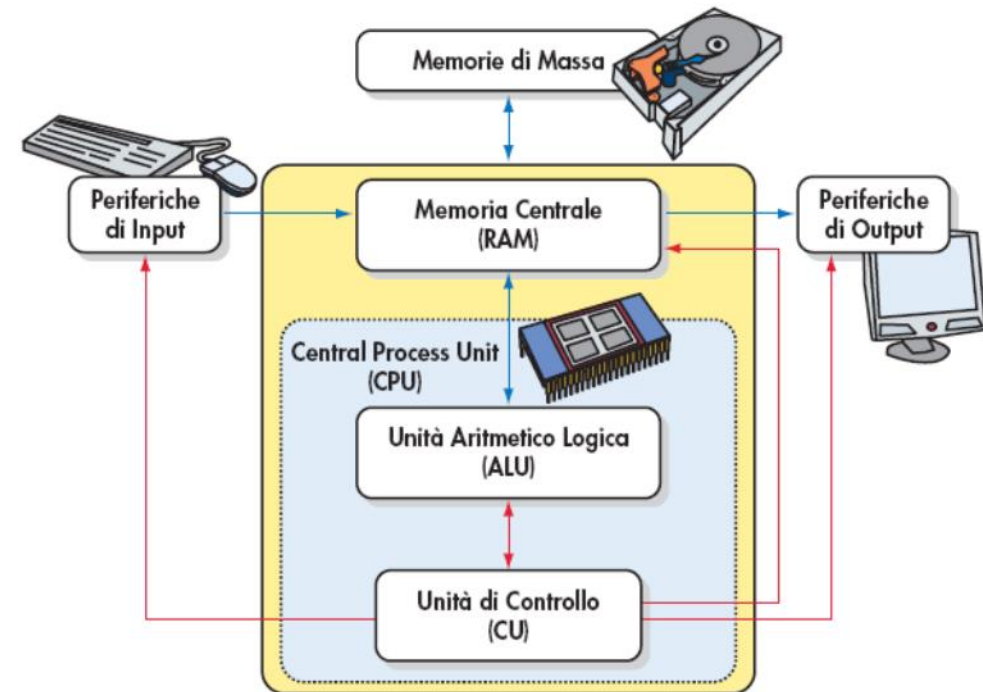 Memorie di Massa
Periferiche
di Input
Memoria Centrale
(RAM)
Periferiche
di Output
Central Process Unit
(CPU)
Unità Aritmetico Logica
(ALU)
Unità di Controllo
(CU)